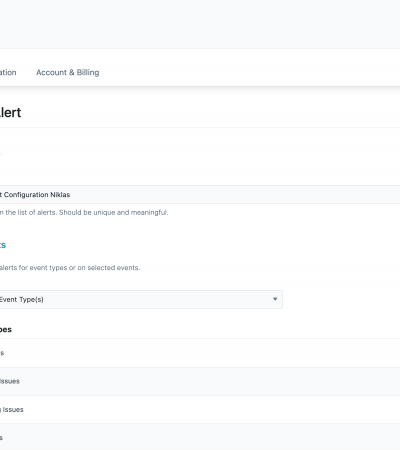 ation Account & Billing
lert
t Configuration Niklas
n the list of alerts. Should be unique and meaningful.
ts
alerts for event types or on selected events.
Event Type(s)
pes
s
Issues
g Issues
s